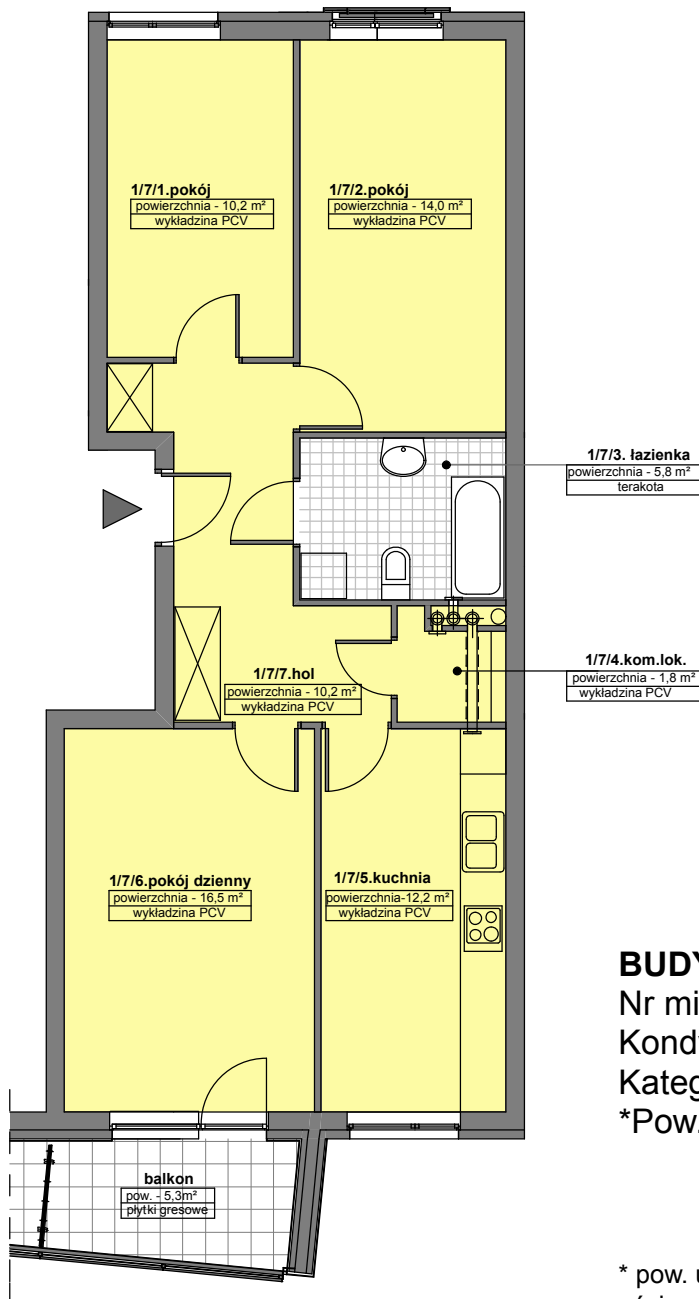 1/7/1.pokój
powierzchnia - 10,2 m²
wykładzina PCV
1/7/2.pokój
powierzchnia - 14,0 m²
wykładzina PCV
1/7/3. łazienka
powierzchnia - 5,8 m²
terakota
1/7/4.kom.lok.
powierzchnia - 1,8 m²
wykładzina PCV
1/7/7.hol
powierzchnia - 10,2 m²
wykładzina PCV
1/7/6.pokój dzienny
powierzchnia - 16,5 m²
wykładzina PCV
1/7/5.kuchnia
powierzchnia-12,2 m²
wykładzina PCV
balkon
pow. - 5,3m²
płytki gresowe
Nr
*Pow.
* pow.